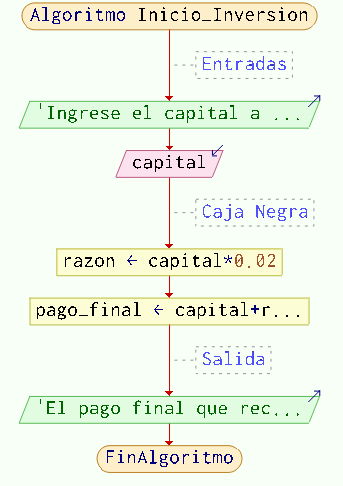 Algoritmo Inicio_Inversion
Entradas
'Ingrese el capital a ...
capital
Caja Negra
razon ← capital*0.02
pago_final ← capital+r...
Salida
'El pago final que rec...
FinAlgoritmo